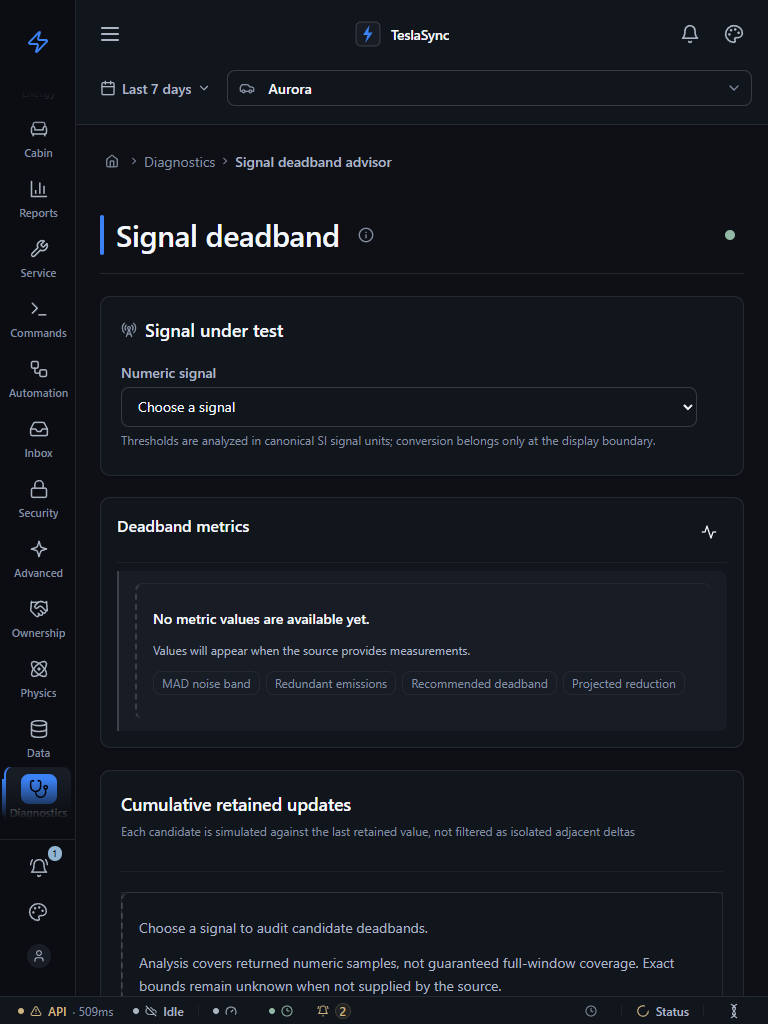 TeslaSync
Last 7 days
Aurora
Energy
Cabin
Reports
Service
Commands
Automation
Inbox
Security
Advanced
Ownership
Physics
Data
Diagnostics
1
Diagnostics
Signal deadband advisor
Signal deadband
Signal under test
Numeric signal
Choose a signal
Thresholds are analyzed in canonical SI signal units; conversion belongs only at the display boundary.
Deadband metrics
No metric values are available yet.
Values will appear when the source provides measurements.
MAD noise band
Redundant emissions
Recommended deadband
Projected reduction
Cumulative retained updates
Each candidate is simulated against the last retained value, not filtered as isolated adjacent deltas
Choose a signal to audit candidate deadbands.
Analysis covers returned numeric samples, not guaranteed full-window coverage. Exact
bounds remain unknown when not supplied by the source.
API · 509ms
Idle
2
Status